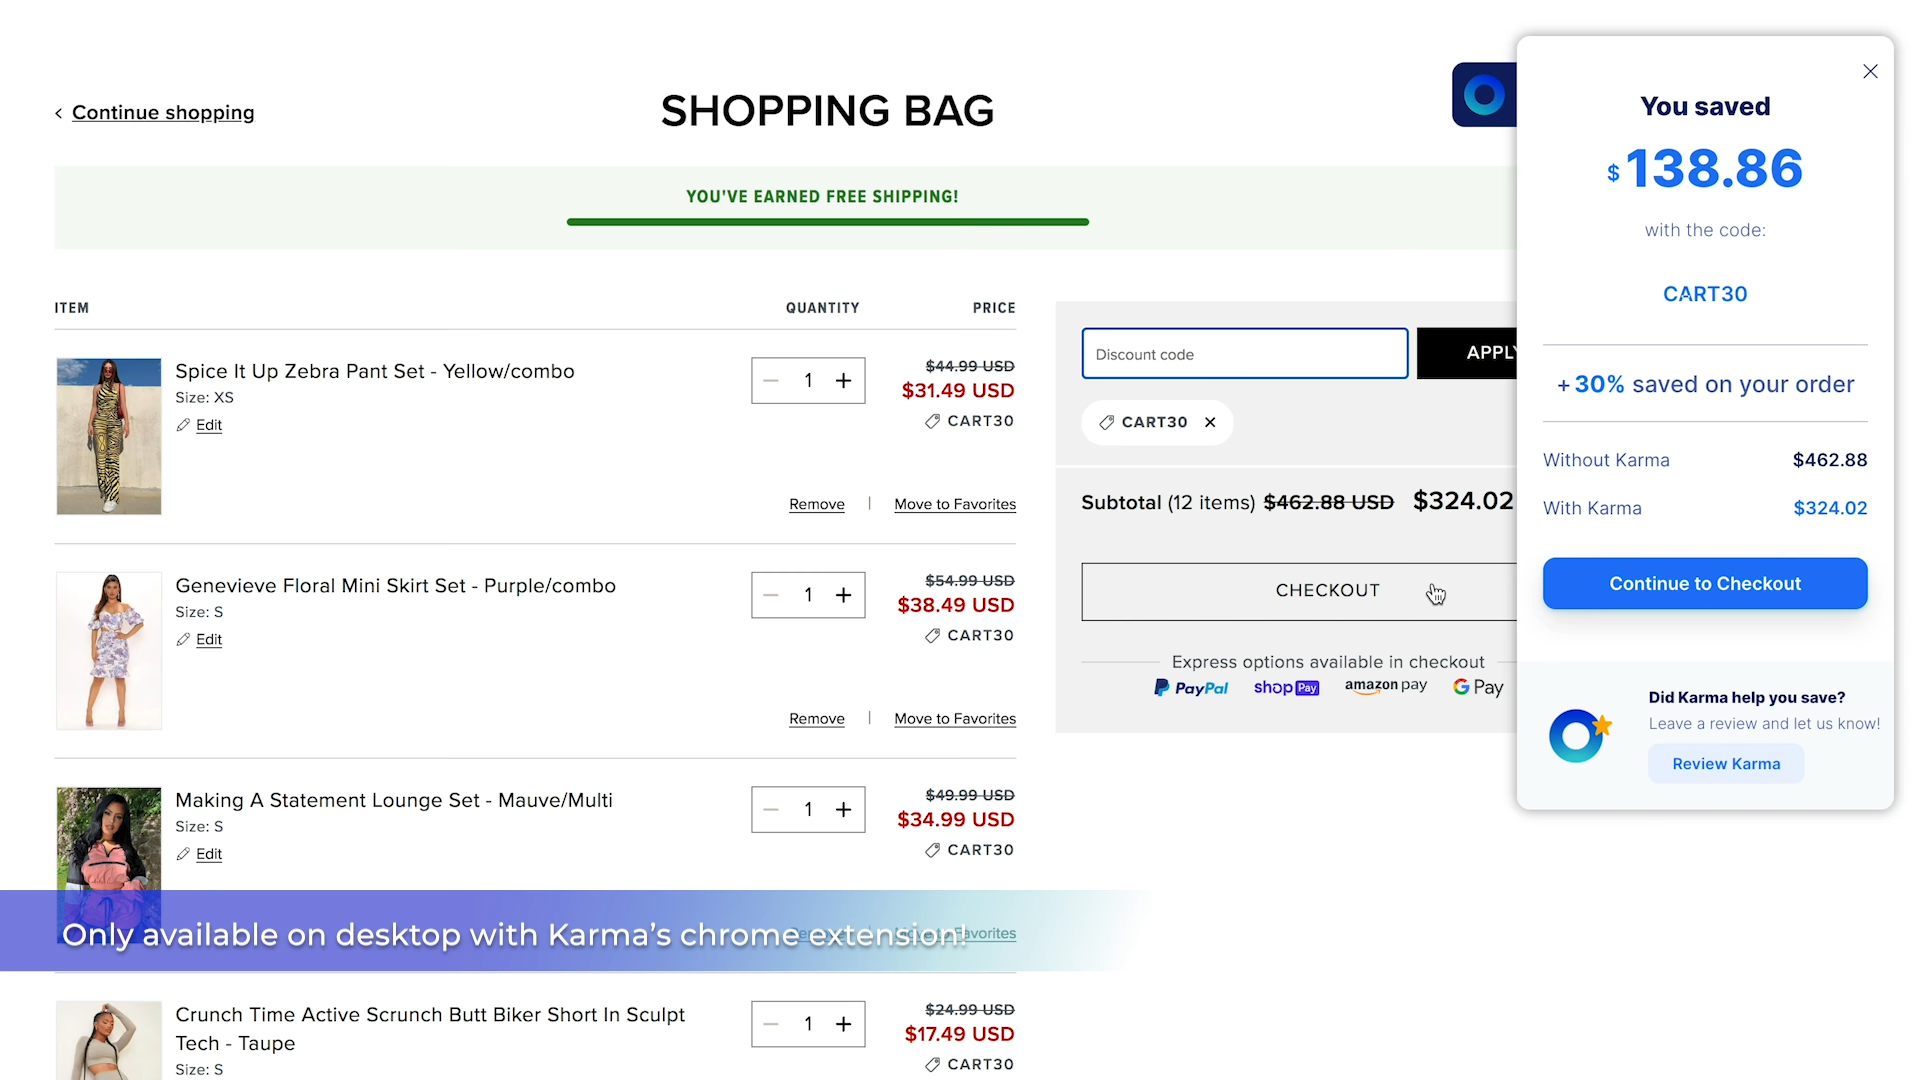 Continue shopping
SHOPPING BAG
YOU'VE EARNED FREE SHIPPING!
ITEM QUANTITY PRICE
Spice It Up Zebra Pant Set - Yellow/combo
Size: XS
Edit
1
$44.99 USD
$31.49 USD
CART30
Remove | Move to Favorites
Genevieve Floral Mini Skirt Set - Purple/combo
Size: S
Edit
1
$54.99 USD
$38.49 USD
CART30
Remove | Move to Favorites
Making A Statement Lounge Set - Mauve/Multi
Size: S
Edit
1
$49.99 USD
$34.99 USD
CART30
Remove | Move to Favorites
Only available on desktop with Karma's chrome extension!
Crunch Time Active Scrunch Butt Biker Short In Sculpt
Tech - Taupe
Size: S
1
$24.99 USD
$17.49 USD
CART30
Discount code
APPLY
CART30
Subtotal (12 items) $462.88 USD $324.02
CHECKOUT
Express options available in checkout
PayPal shop Pay amazon pay G Pay
You saved
$138.86
with the code:
CART30
+30% saved on your order
Without Karma $462.88
With Karma $324.02
Continue to Checkout
Did Karma help you save?
Leave a review and let us know!
Review Karma